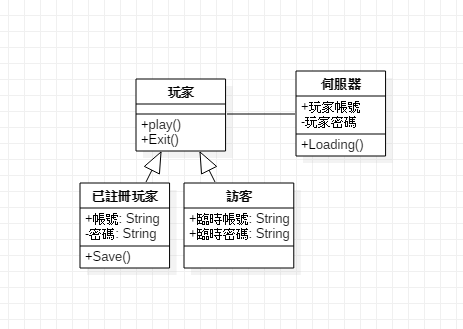 玩家
+play()
+Exit()
伺服器
+玩家帳號
-玩家密碼
+Loading()
已註冊玩家
+帳號: String
-密碼: String
+Save()
訪客
+臨時帳號: String
+臨時密碼: String